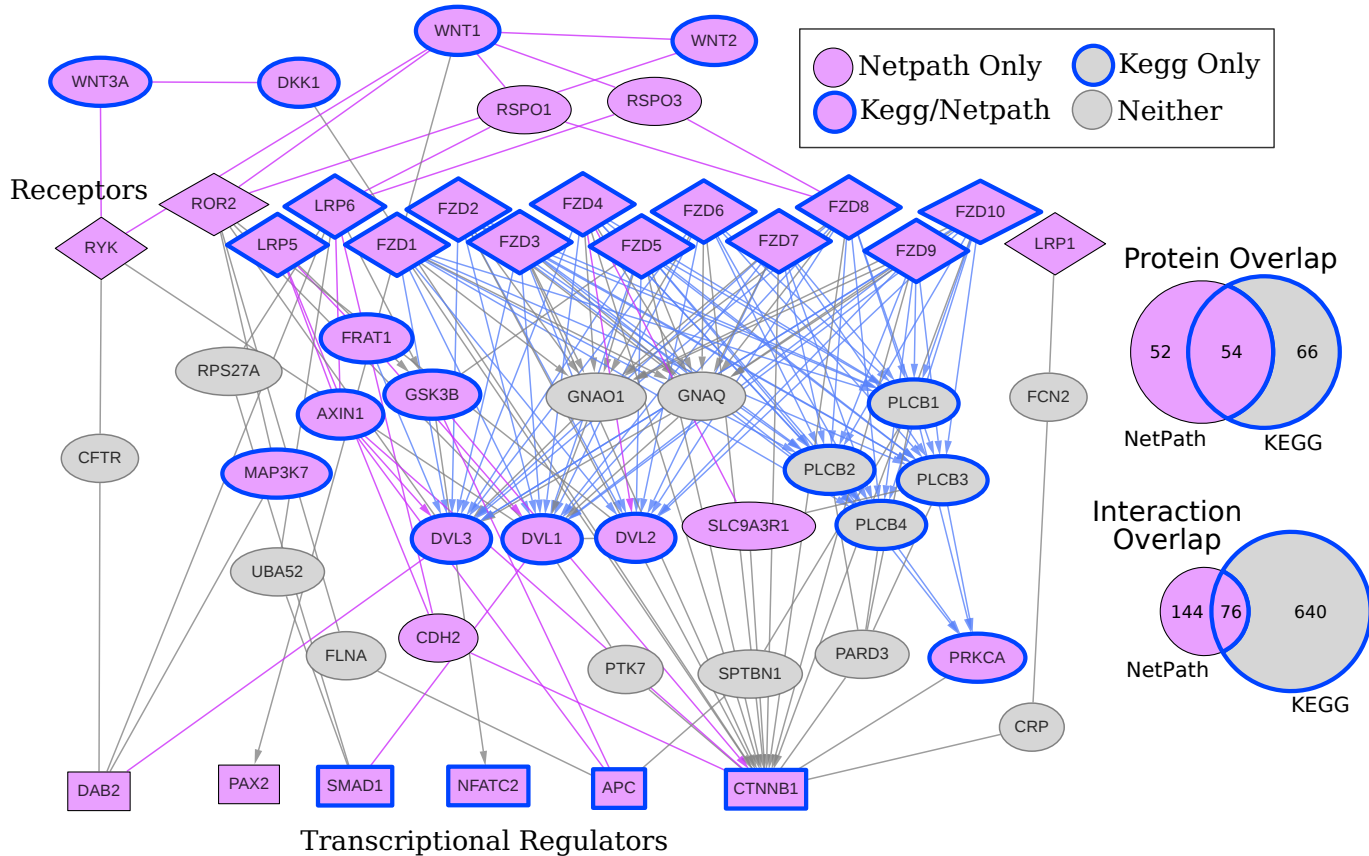 WNT1
WNT2
WNT3A
DKK1
RSPO1
RSPO3
Netpath Only
Kegg Only
Kegg/Netpath
Neither
Receptors
ROR2
LRP6
FZD2
FZD4
FZD6
FZD8
FZD10
RYK
LRP5
FZD1
FZD3
FZD5
FZD7
FZD9
LRP1
Protein Overlap
52
54
66
NetPath
KEGG
FRAT1
RPS27A
GSK3B
AXIN1
GNAO1
GNAQ
PLCB1
FCN2
CFTR
MAP3K7
PLCB2
PLCB3
PLCB4
DVL3
DVL1
DVL2
SLC9A3R1
Interaction
Overlap
144
76
640
NetPath
KEGG
UBA52
FLNA
CDH2
PTK7
SPTBN1
PARD3
PRKCA
CRP
DAB2
PAX2
SMAD1
NFATC2
APC
CTNNB1
Transcriptional Regulators